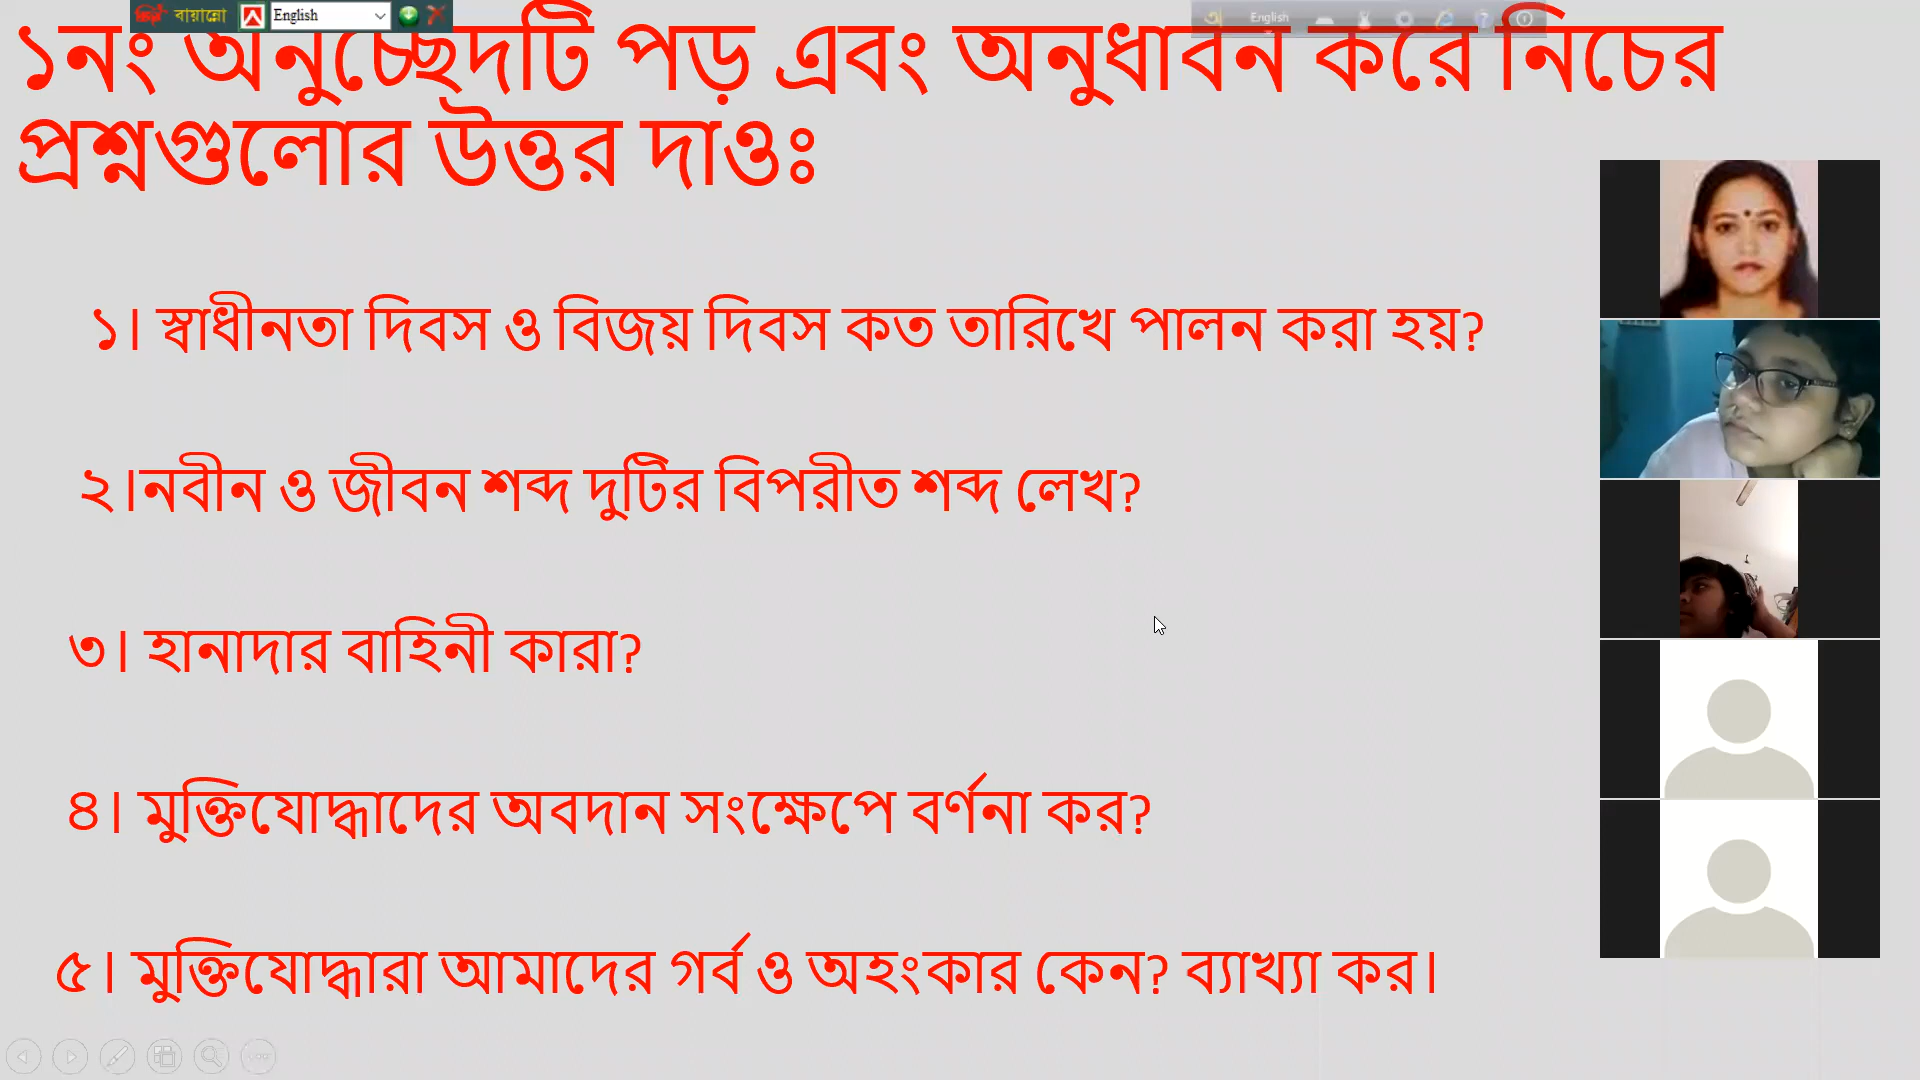 বায়ান্নো English
English
১নং অনুচ্ছেদটি পড় এবং অনুধাবন করে নিচের
প্রশ্নগুলোর উত্তর দাওঃ
১। স্বাধীনতা দিবস ও বিজয় দিবস কত তারিখে পালন করা হয়?
২।নবীন ও জীবন শব্দ দুটির বিপরীত শব্দ লেখ?
৩। হানাদার বাহিনী কারা?
৪। মুক্তিযোদ্ধাদের অবদান সংক্ষেপে বর্ণনা কর?
৫। মুক্তিযোদ্ধারা আমাদের গর্ব ও অহংকার কেন? ব্যাখ্যা কর।